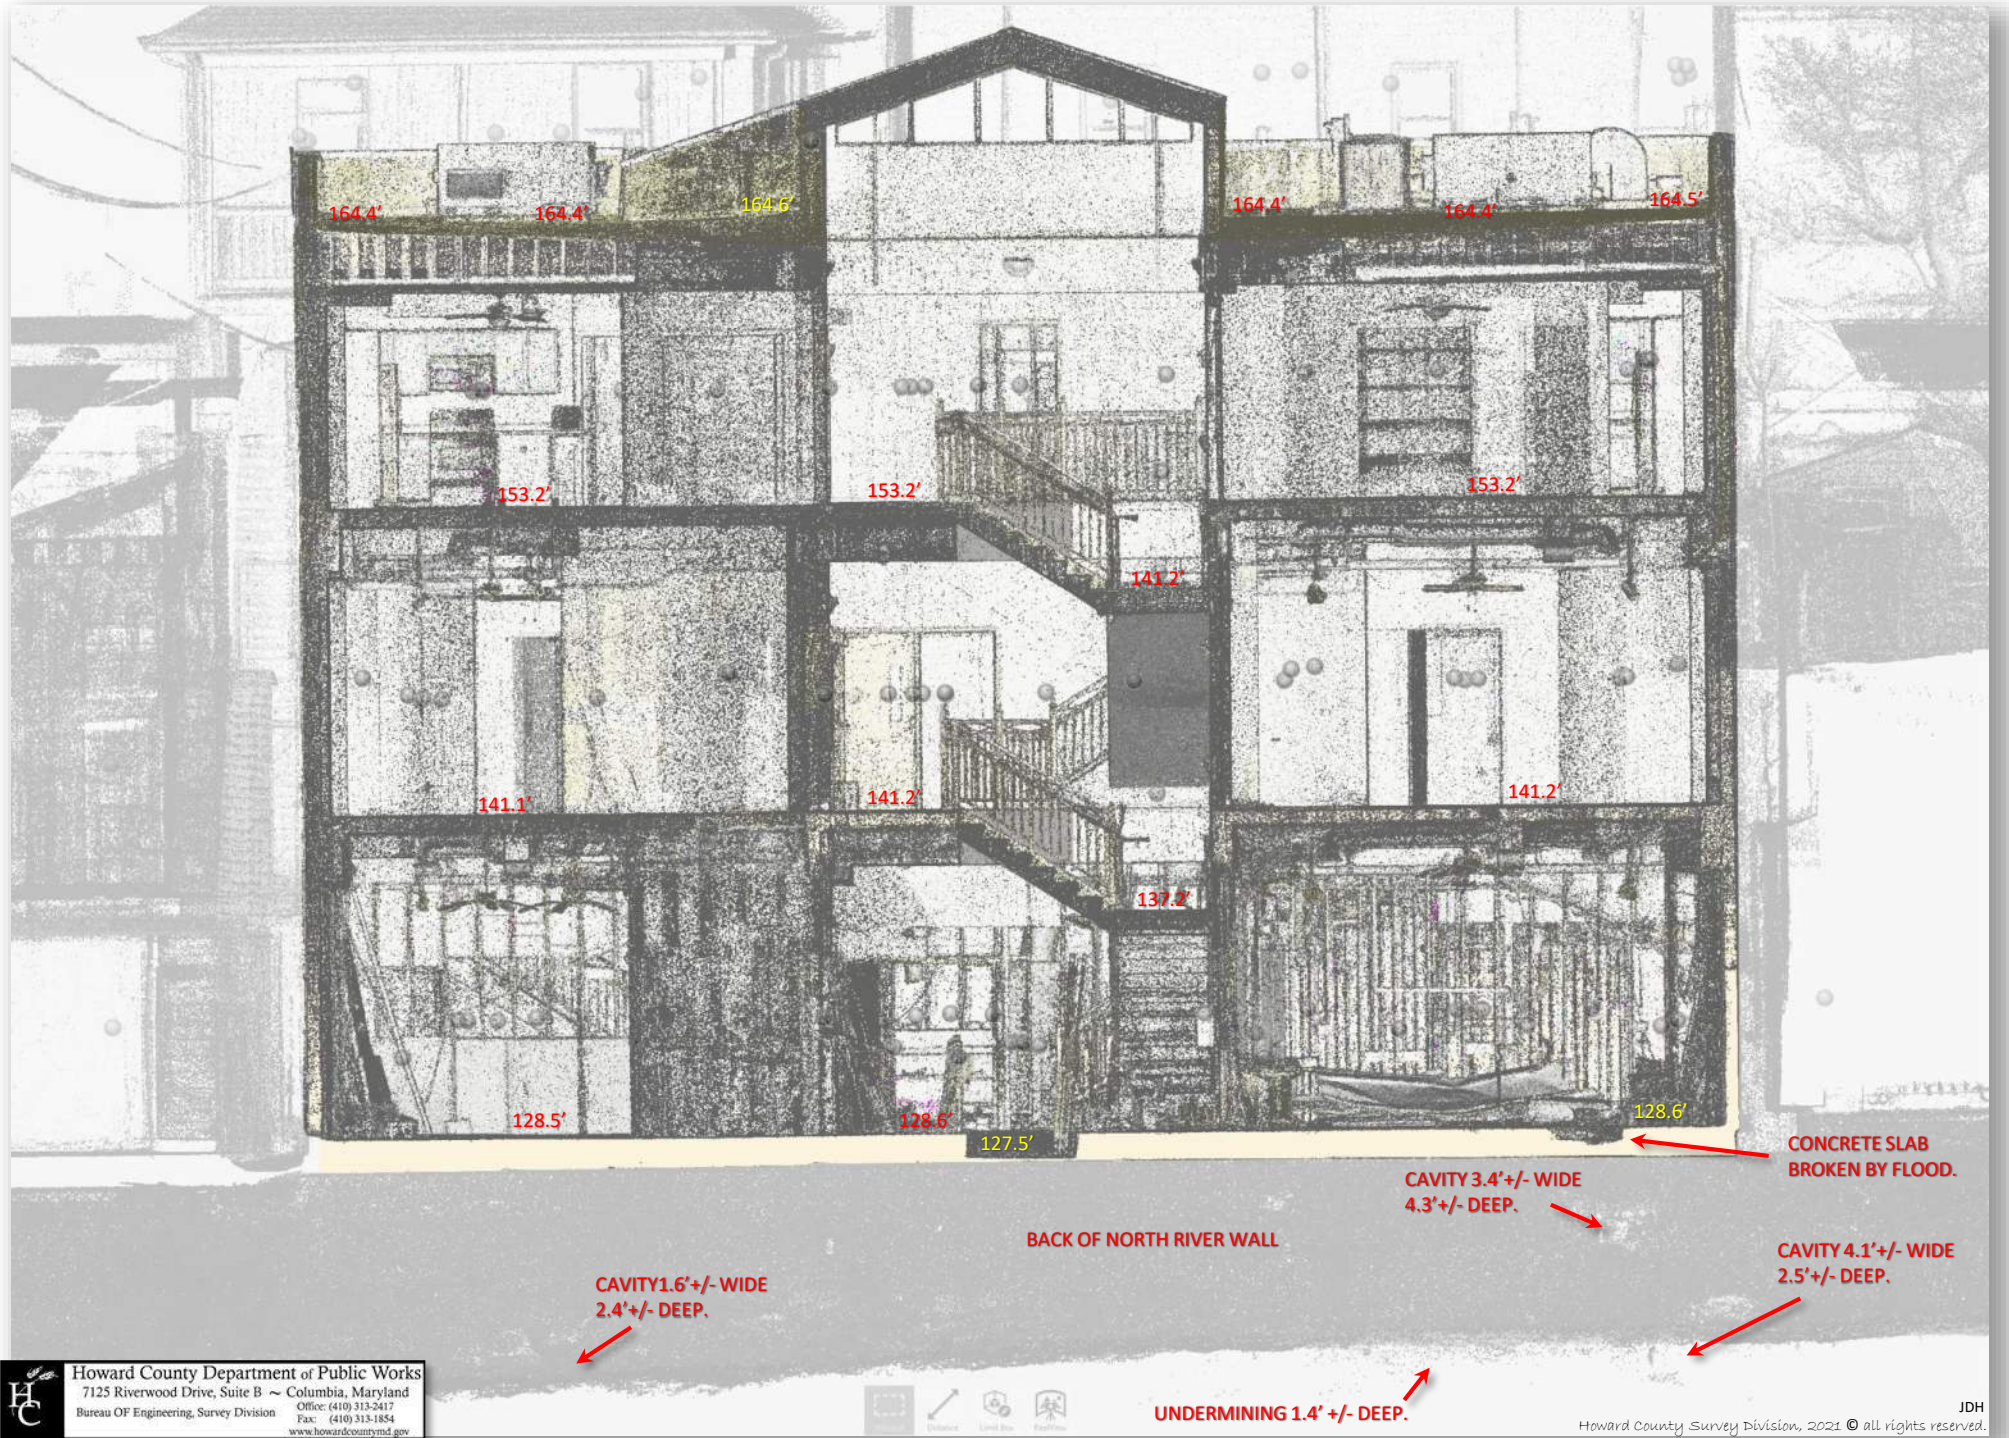 164.4'
164.4'
164.6'
164.4'
164.4'
164.5'
153.2'
153.2'
153.2'
141.2'
141.1'
141.2'
141.2'
137.2'
128.5'
128.6'
127.5'
128.6'
CONCRETE SLAB
BROKEN BY FLOOD.
CAVITY 3.4'+/- WIDE
4.3'+/- DEEP.
BACK OF NORTH RIVER WALL
CAVITY 4.1'+/- WIDE
2.5'+/- DEEP.
CAVITY1.6'+/- WIDE
2.4'+/- DEEP.
UNDERMINING 1.4' +/- DEEP.
HC
Howard County Department of Public Works
7125 Riverwood Drive, Suite B ~ Columbia, Maryland
Bureau OF Engineering, Survey Division
Office: (410) 313-2417
Fax: (410) 313-1854
www.howardcountymd.gov
Distance
JDH
Howard County Survey Division, 2021 © all rights reserved.